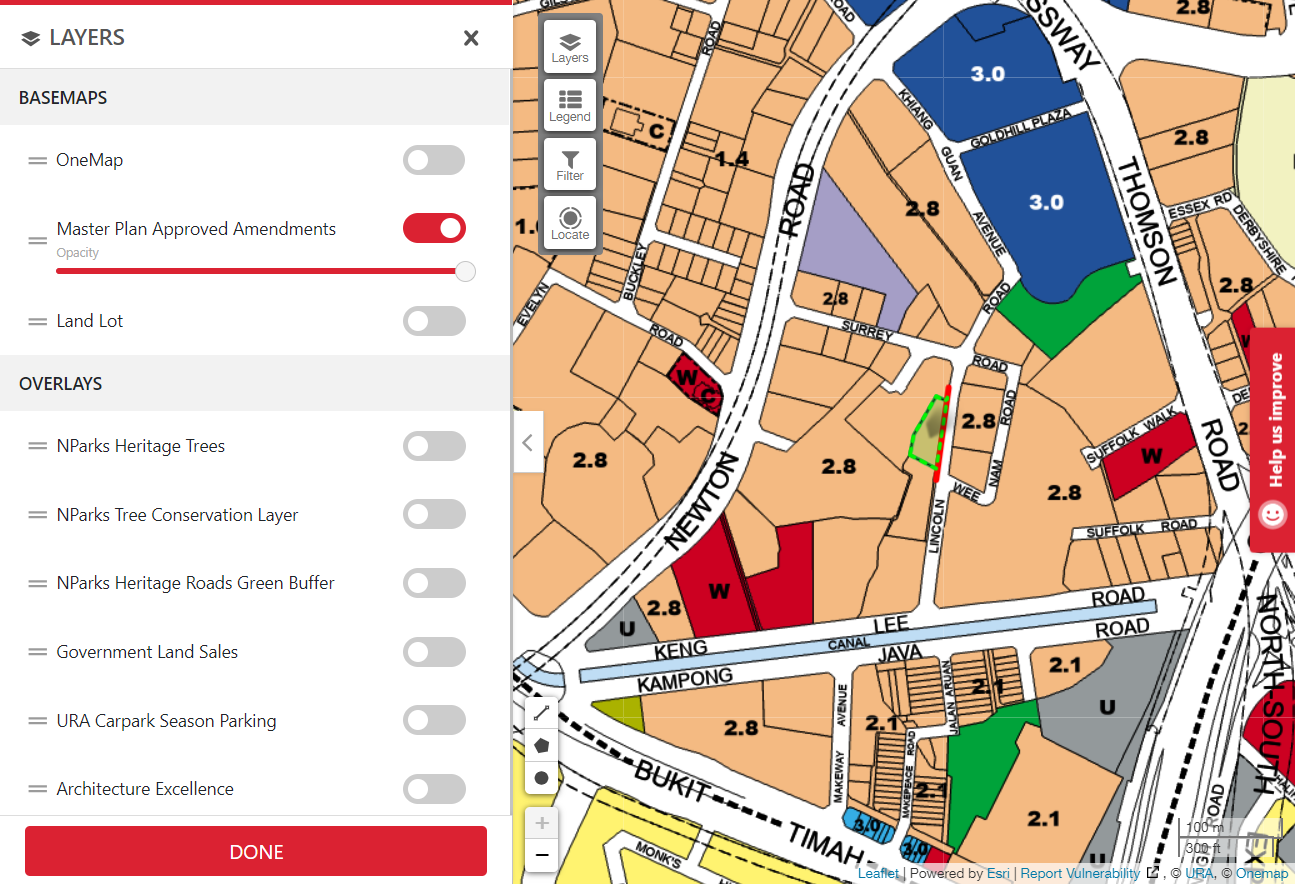 LAYERS
BASEMAPS
OneMap
Master Plan Approved Amendments
Opacity
Land Lot
OVERLAYS
NParks Heritage Trees
NParks Tree Conservation Layer
NParks Heritage Roads Green Buffer
Government Land Sales
URA Carpark Season Parking
Architecture Excellence
DONE
Layers
Legend
Filter
Locate
ROAD
2.8
3.0
KHIANG
GUAN
AVENUE
GOLDHILL PLAZA
ROAD
C
1.4
2.8
THOMSON
ROAD
2.8
3.0
ESSEX RD
DERBYSHIRE
ROAD
BUCKLEY
EVELYN
ROAD
2.8
SURREY
ROAD
2.8
W
C
ROAD
ROAD
2.8
NAM
WEE
SUFFOLK WALK
W
2.8
2.8
2.8
NEWTON
LINCOLN
SUFFOLK ROAD
W
2.8
U
KENG
LEE
ROAD
CANAL
KAMPONG
JAVA
ROAD
2.1
2.1
JALAN ARUAN
U
2.8
2.1
MAKEWAY
AVENUE
MAKEPEACE ROAD
2.1
2.1
3.0
3.0
BUKIT
TIMAH
MONK'S
NORTH-SOUTH
ROAD
U
Help us improve
100 m
300 ft
Leaflet | Powered by Esri | Report Vulnerability , © URA, © Onemap